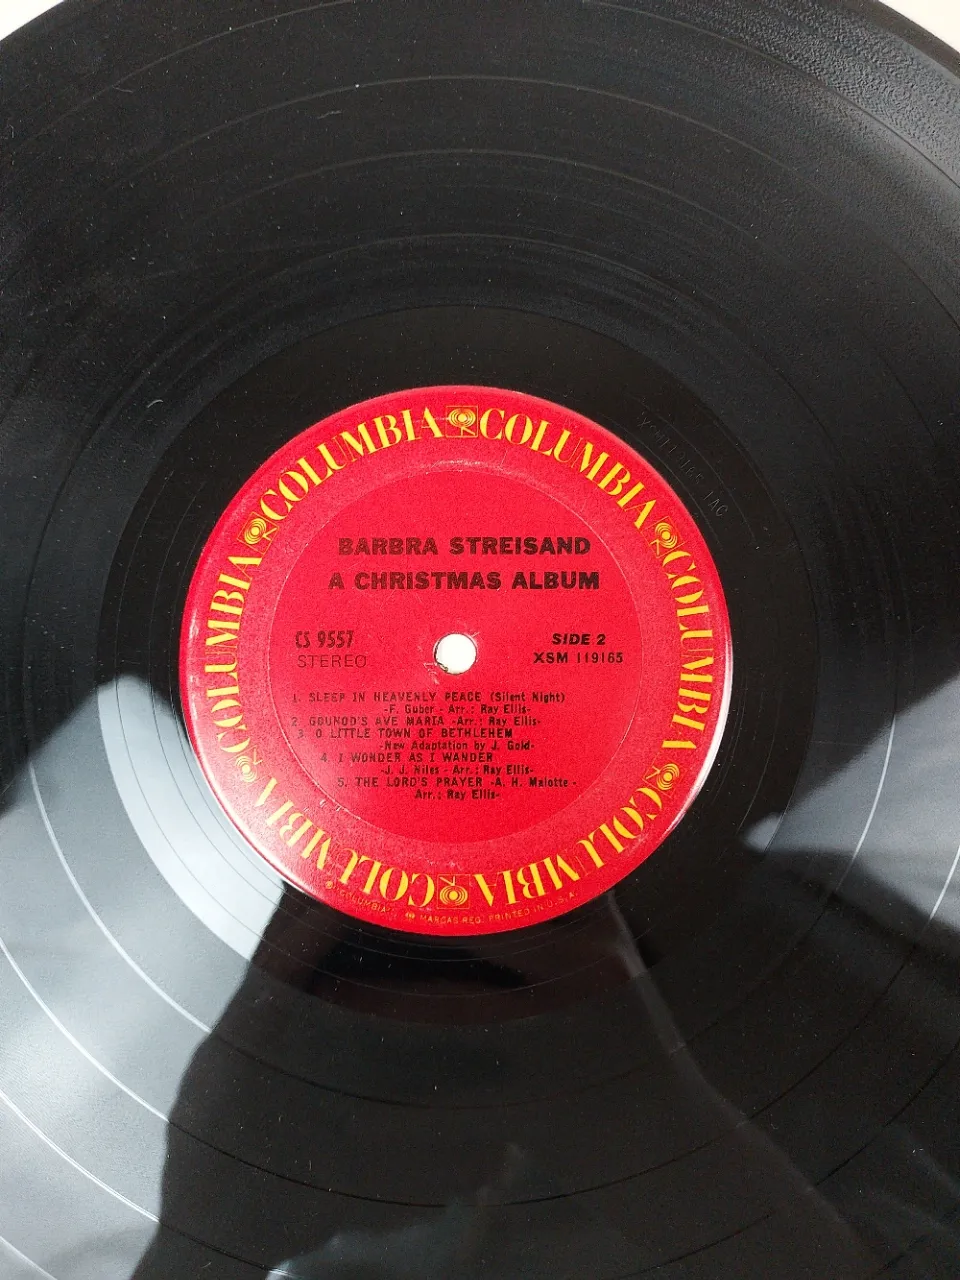 COLUMBIA COLUMBIA COLUMBIA COLUMBIA COLUMBIA COLUMBIA COLUMBIA COLUMBIA
BARBRA STREISAND
A CHRISTMAS ALBUM
CS 9557
STEREO
SIDE 2
XSM 119165
1. SLEEP IN HEAVENLY PEACE (Silent Night)
-F. Guber - Arr.: Ray Ellis-
2. GOUNOD'S AVE MARIA -Arr.: Ray Ellis-
3. O LITTLE TOWN OF BETHLEHEM
-New Adaptation by J. Gold-
4. I WONDER AS I WANDER
-J. J. Niles - Arr.: Ray Ellis-
5. THE LORD'S PRAYER -A. H. Malotte -
Arr.: Ray Ellis-
® "COLUMBIA", MARCAS REG. PRINTED IN U.S.A.